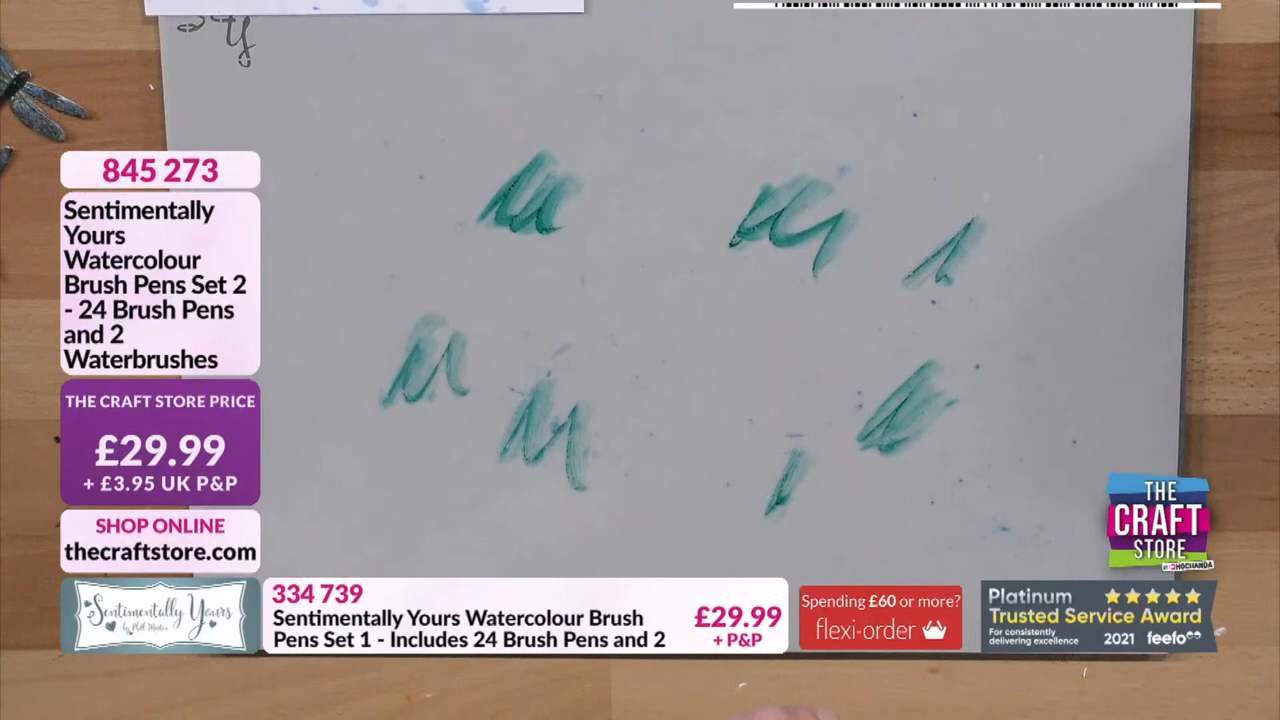 845 273
Sentimentally
Yours
Watercolour
Brush Pens Set 2
- 24 Brush Pens
and 2
Waterbrushes
THE CRAFT STORE PRICE
£29.99
+ £3.95 UK P&P
SHOP ONLINE
thecraftstore.com
Sentimentally Yours
334 739
Sentimentally Yours Watercolour Brush
Pens Set 1 - Includes 24 Brush Pens and 2
£29.99
+ P&P
Spending £60 or more?
flexi-order
THE
CRAFT
STORE
BY HOCHANDA
Platinum
Trusted Service Award
For consistently
delivering excellence
2021 feefo